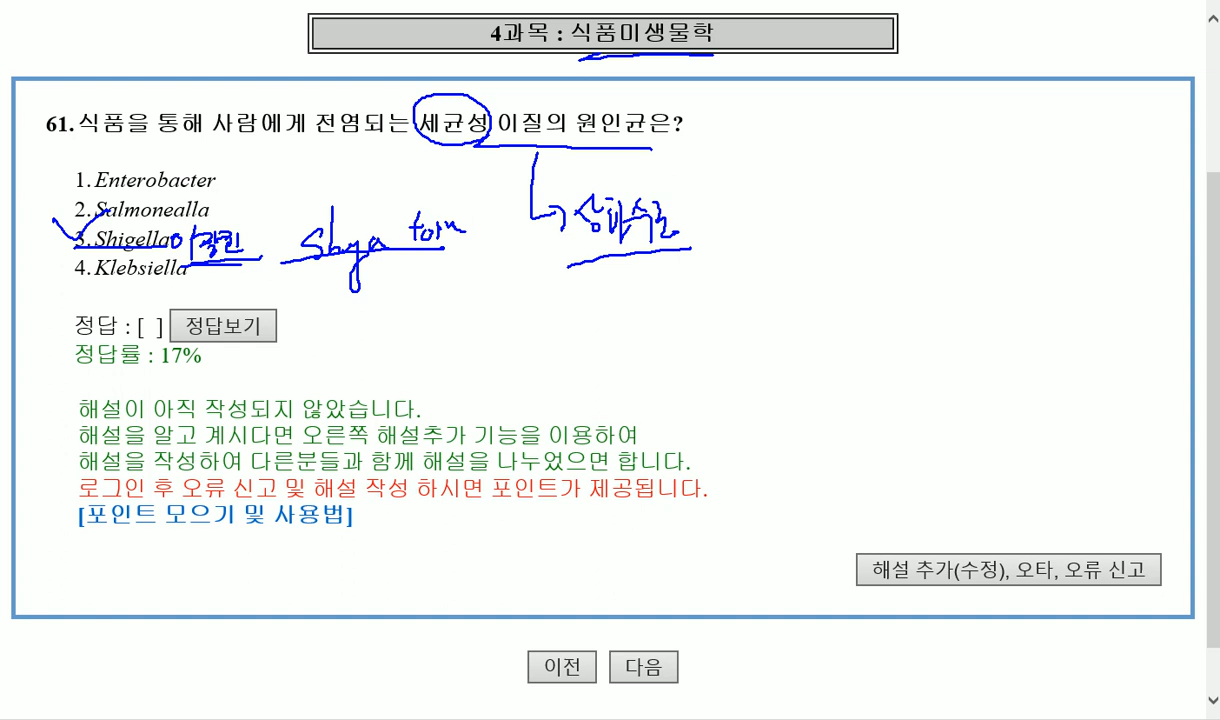 4과목 : 식품미생물학
61. 식품을 통해 사람에게 전염되는 세균성 이질의 원인균은?
1. Enterobacter
2. Salmonealla
3. Shigella
4. Klebsiella
정답 : [ ] 정답보기
정답률 : 17%
해설이 아직 작성되지 않았습니다.
해설을 알고 계시다면 오른쪽 해설추가 기능을 이용하여
해설을 작성하여 다른분들과 함께 해설을 나누었으면 합니다.
로그인 후 오류 신고 및 해설 작성 하시면 포인트가 제공됩니다.
[포인트 모으기 및 사용법]
해설 추가(수정), 오타, 오류 신고
이전 다음